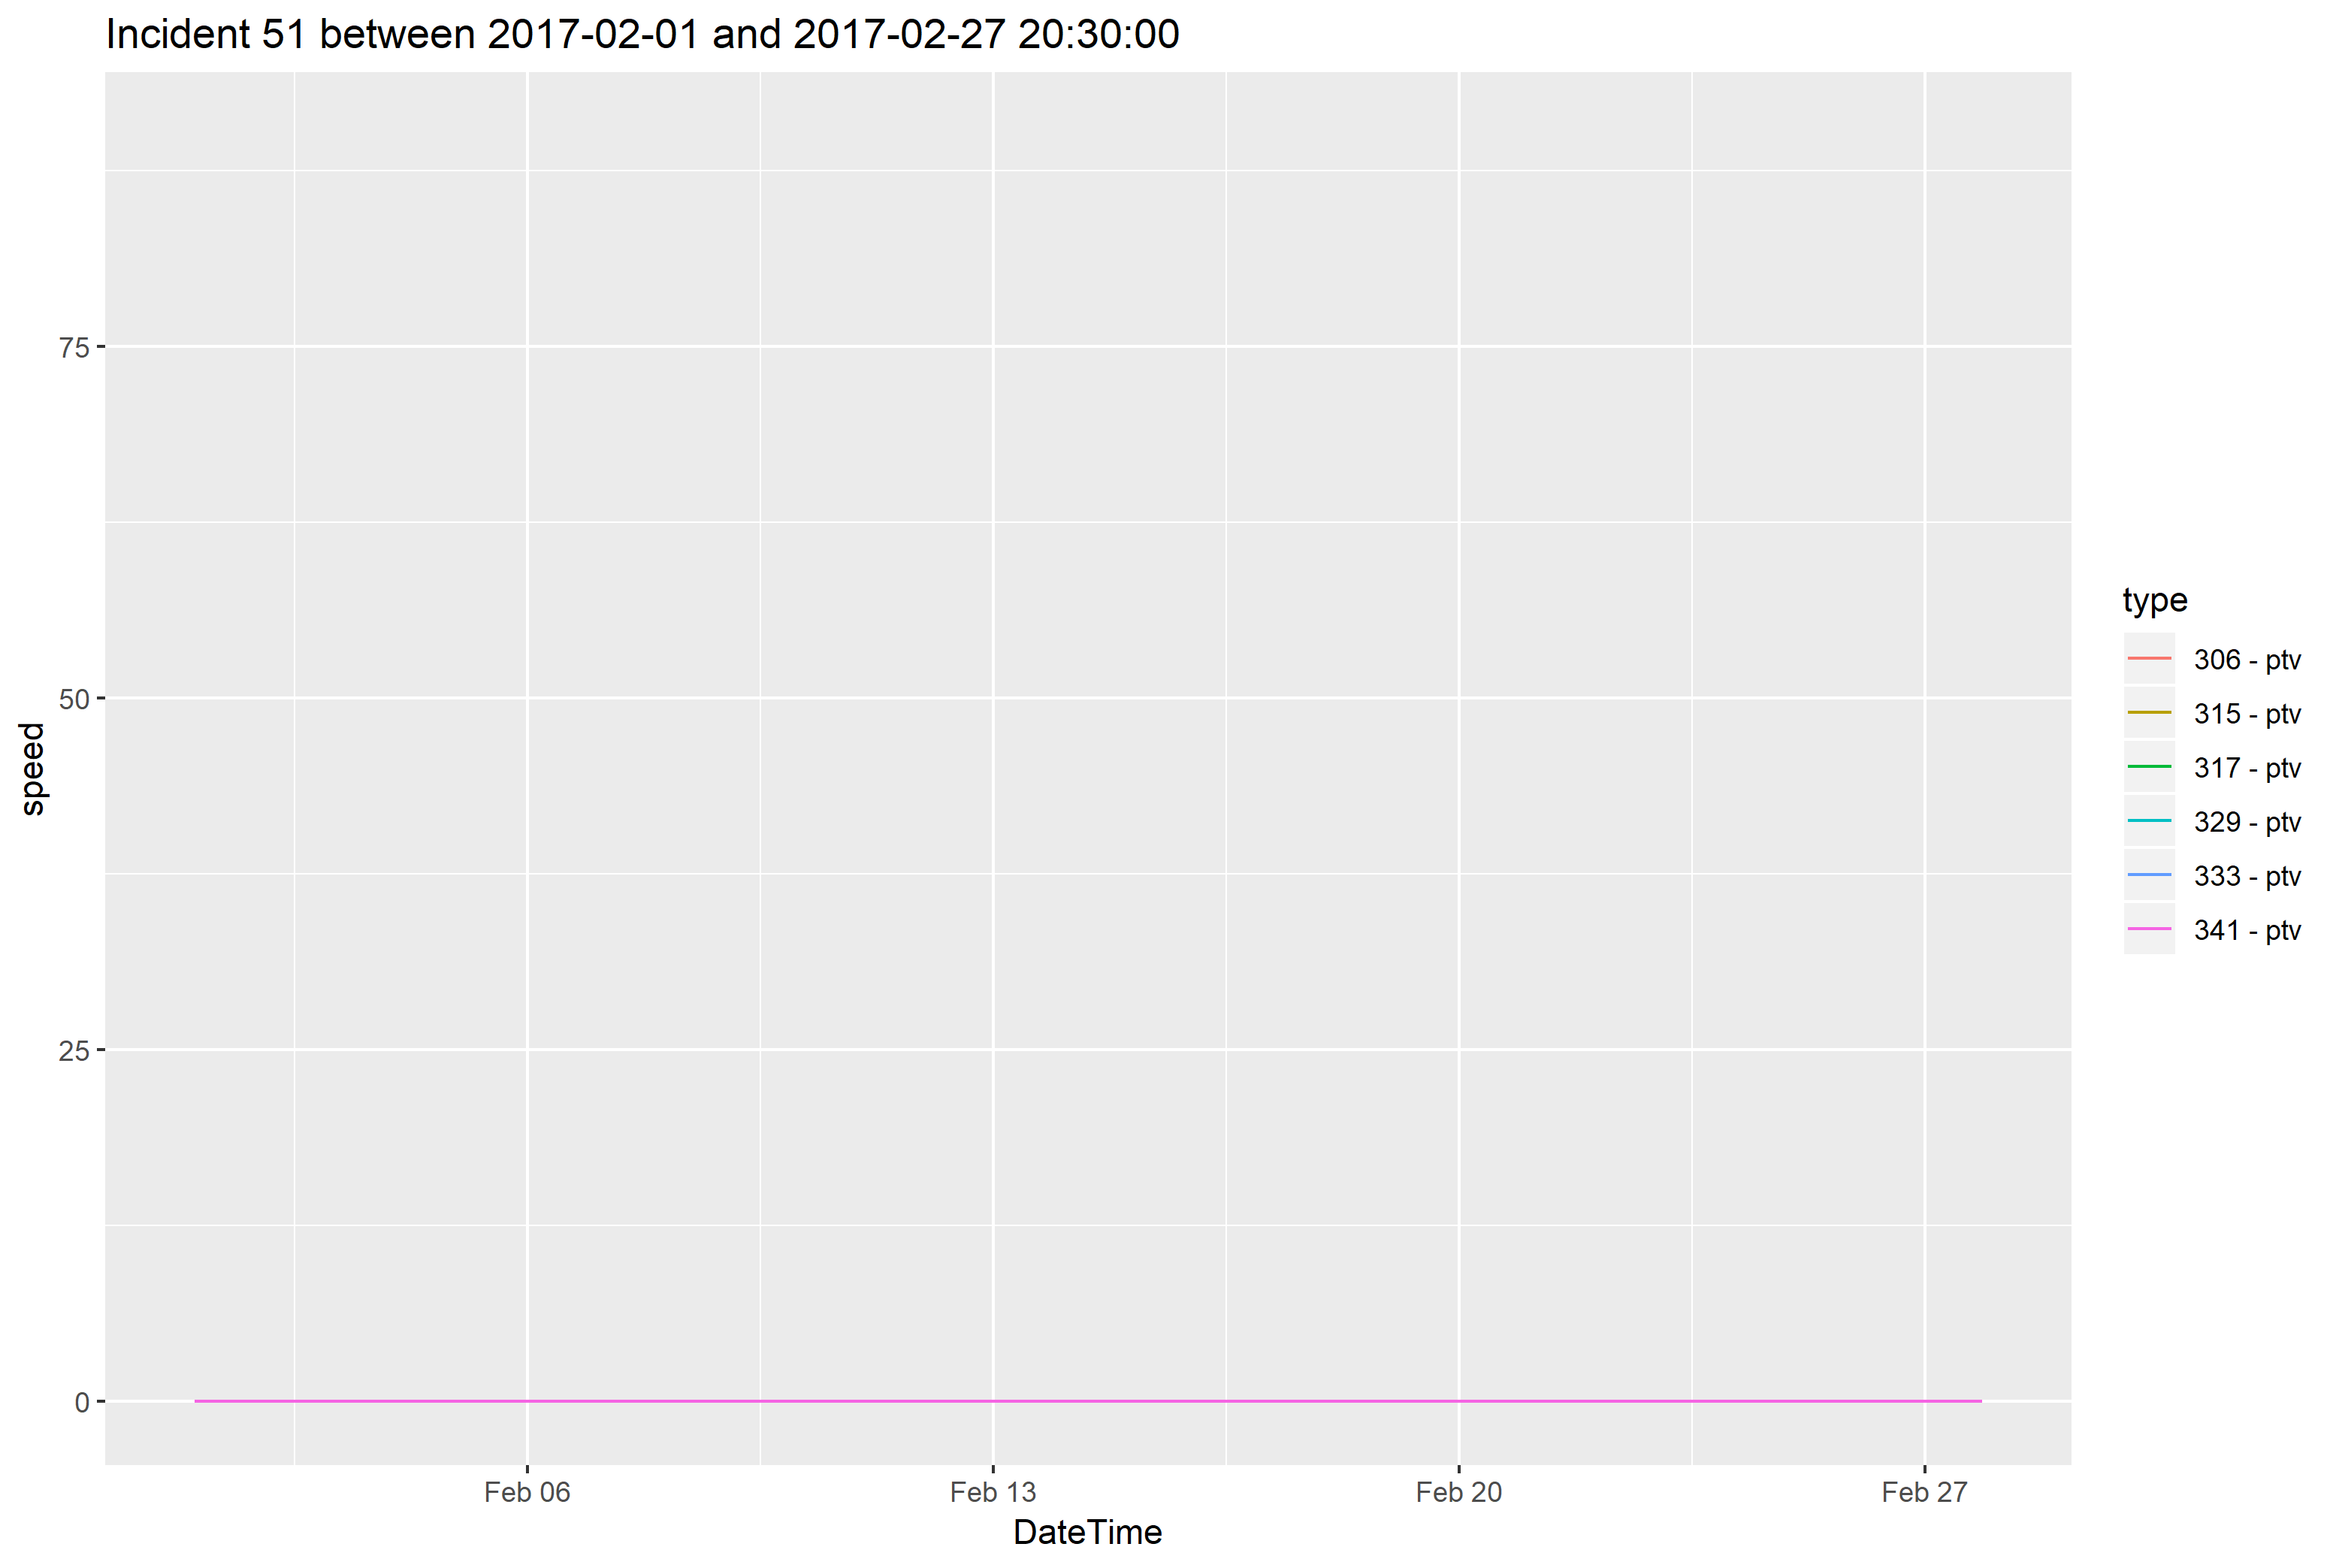 Incident 51 between 2017-02-01 and 2017-02-27 20:30:00
75
50
25
0
speed
Feb 06
Feb 13
Feb 20
Feb 27
DateTime
type
306 - ptv
315 - ptv
317 - ptv
329 - ptv
333 - ptv
341 - ptv